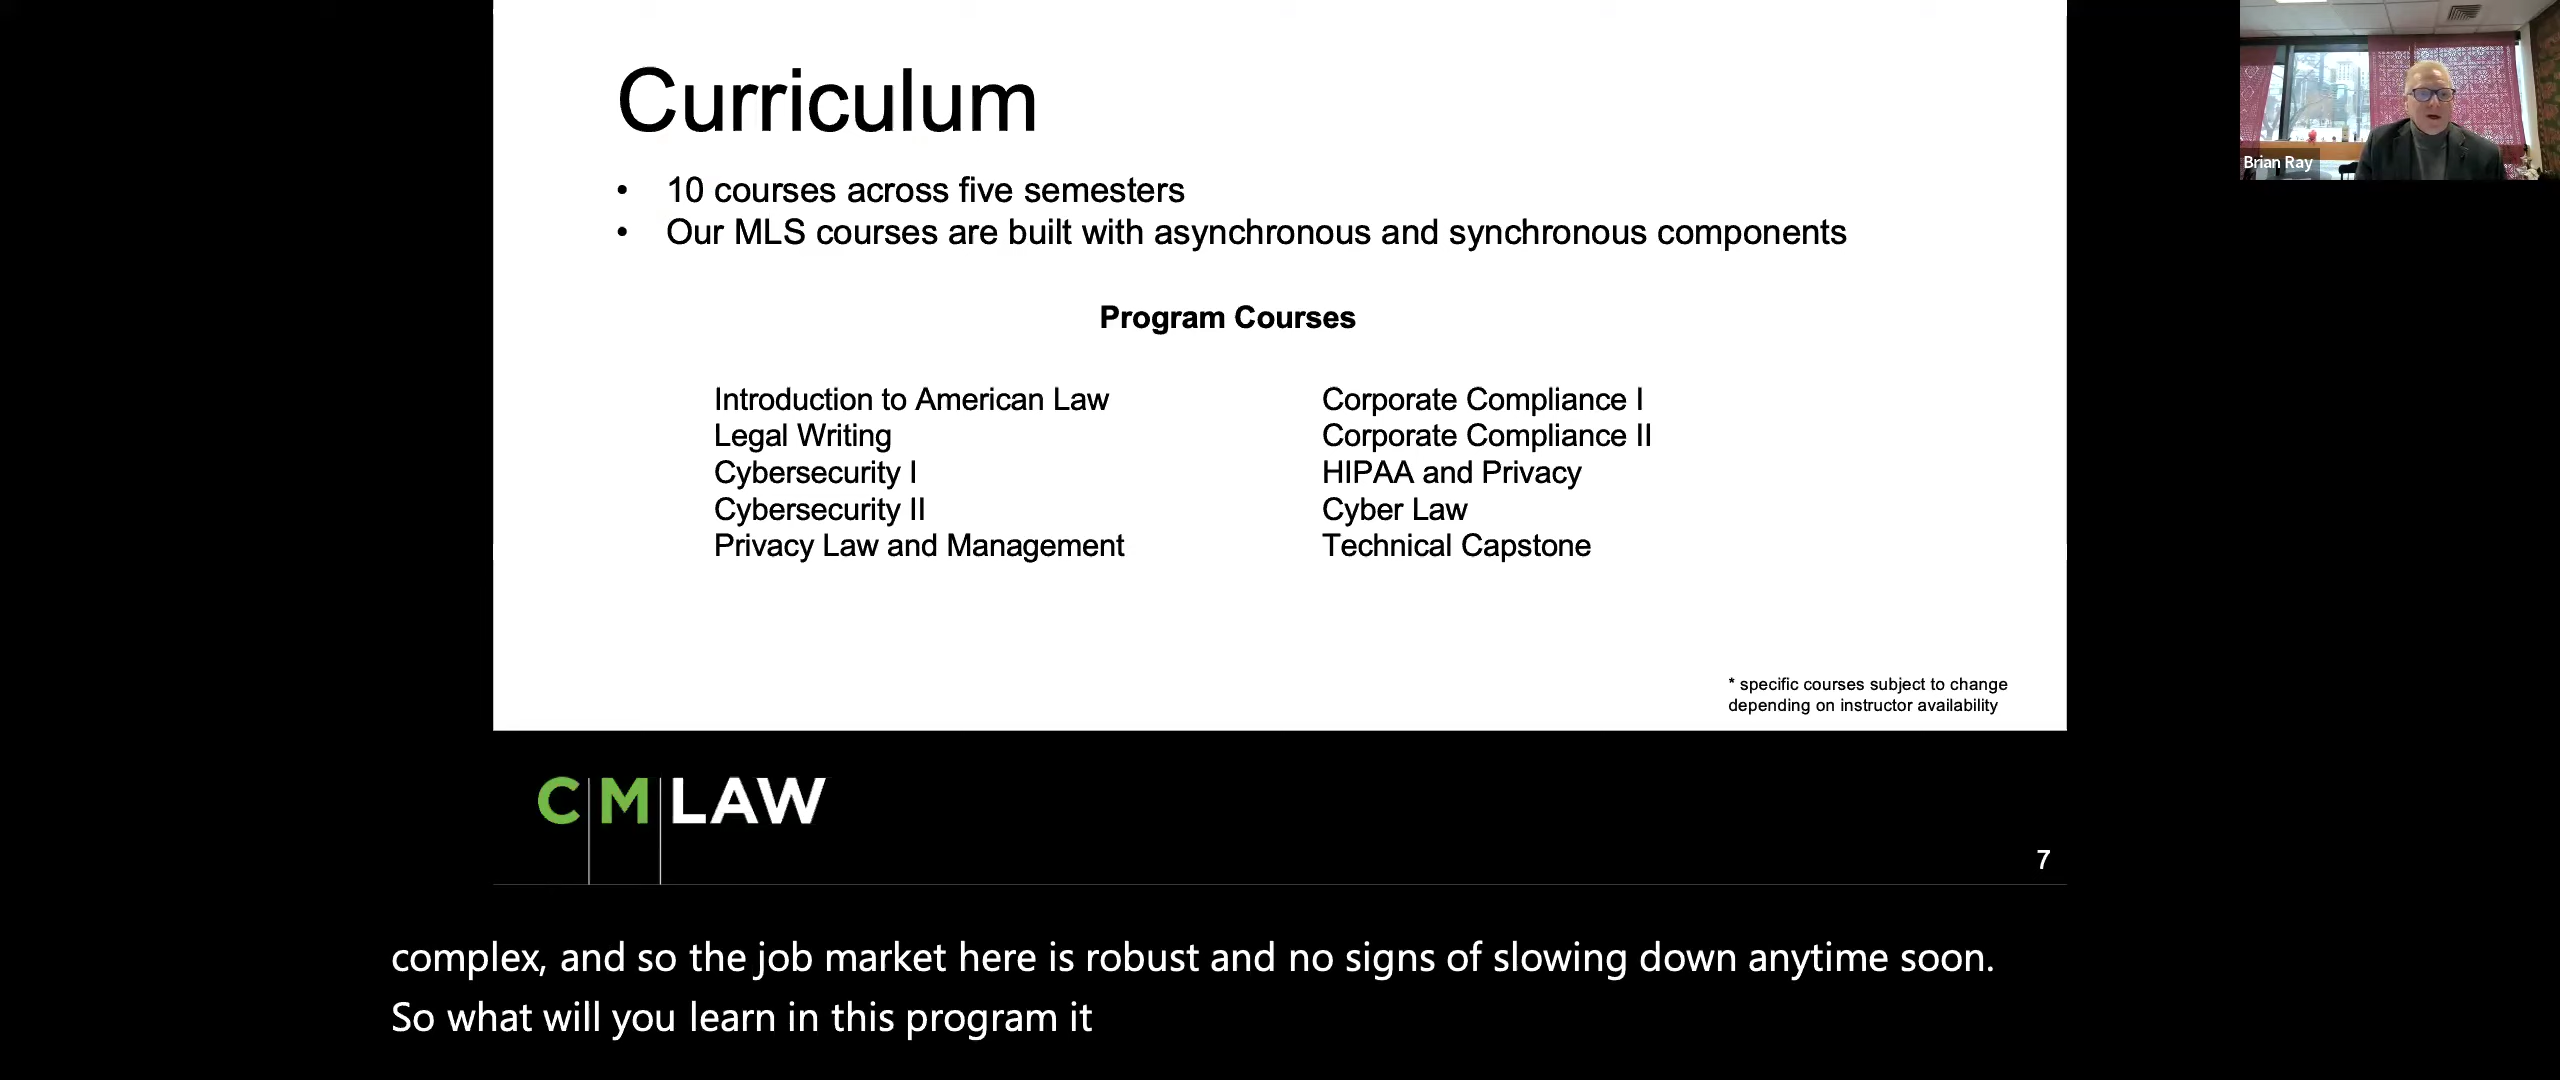 Curriculum
• 10 courses across five semesters
• Our MLS courses are built with asynchronous and synchronous components
Program Courses
Introduction to American Law
Legal Writing
Cybersecurity I
Cybersecurity II
Privacy Law and Management
Corporate Compliance I
Corporate Compliance II
HIPAA and Privacy
Cyber Law
Technical Capstone
* specific courses subject to change
depending on instructor availability
CMLAW
7
Brian Ray
complex, and so the job market here is robust and no signs of slowing down anytime soon.
So what will you learn in this program it